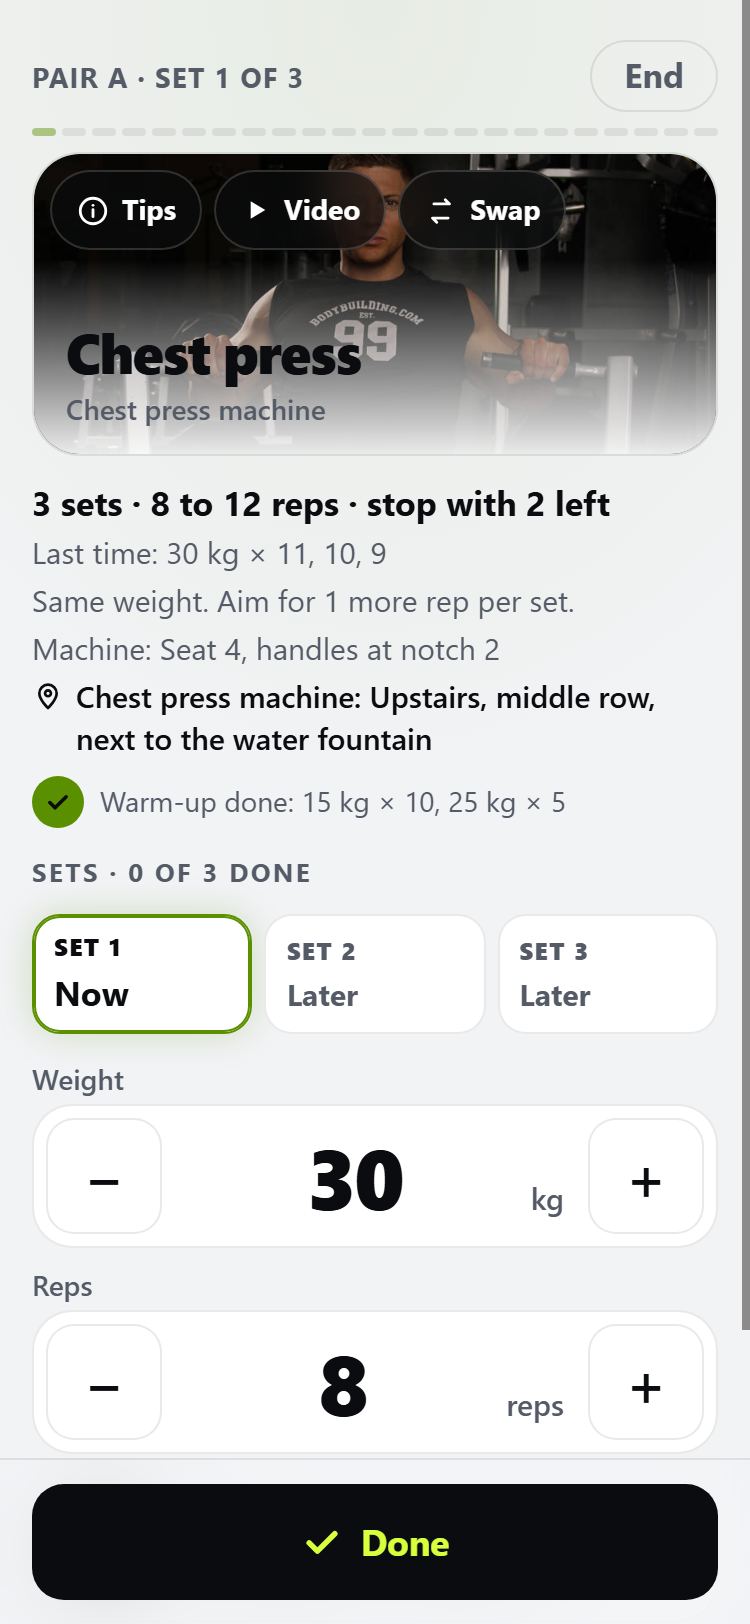 PAIR A · SET 1 OF 3
End
Tips
Video
Swap
BODYBUILDING.COM
EST.
99
Chest press
Chest press machine
3 sets · 8 to 12 reps · stop with 2 left
Last time: 30 kg × 11, 10, 9
Same weight. Aim for 1 more rep per set.
Machine: Seat 4, handles at notch 2
Chest press machine: Upstairs, middle row,
next to the water fountain
Warm-up done: 15 kg × 10, 25 kg × 5
SETS · 0 OF 3 DONE
SET 1
Now
SET 2
Later
SET 3
Later
Weight
− 30 kg +
Reps
− 8 reps +
Done